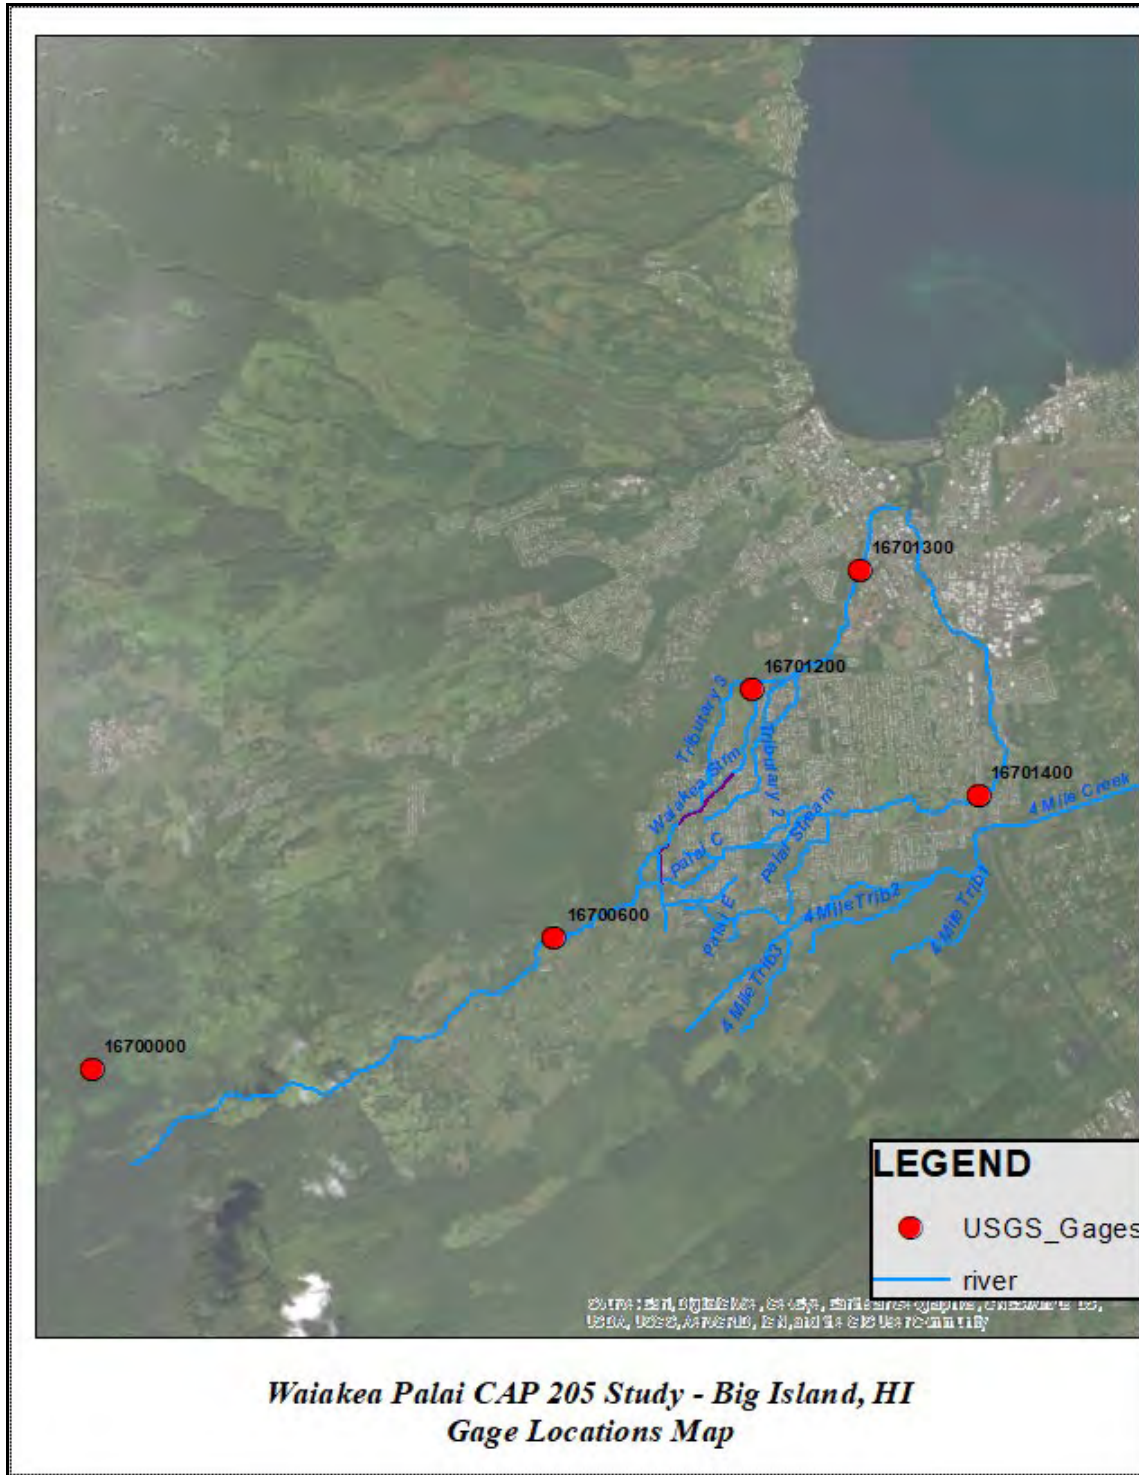 16701300
16701200
Tributary 3
Waiakea Strm
Tributary 2
16701400
4 Mile Creek
Palai Stream
Palai C
4 Mile Trib2
4 Mile Trib1
16700600
Palai E
4 Mile Trib3
16700000
LEGEND
USGS_Gages
river
Waiakea Palai CAP 205 Study - Big Island, HI
Gage Locations Map